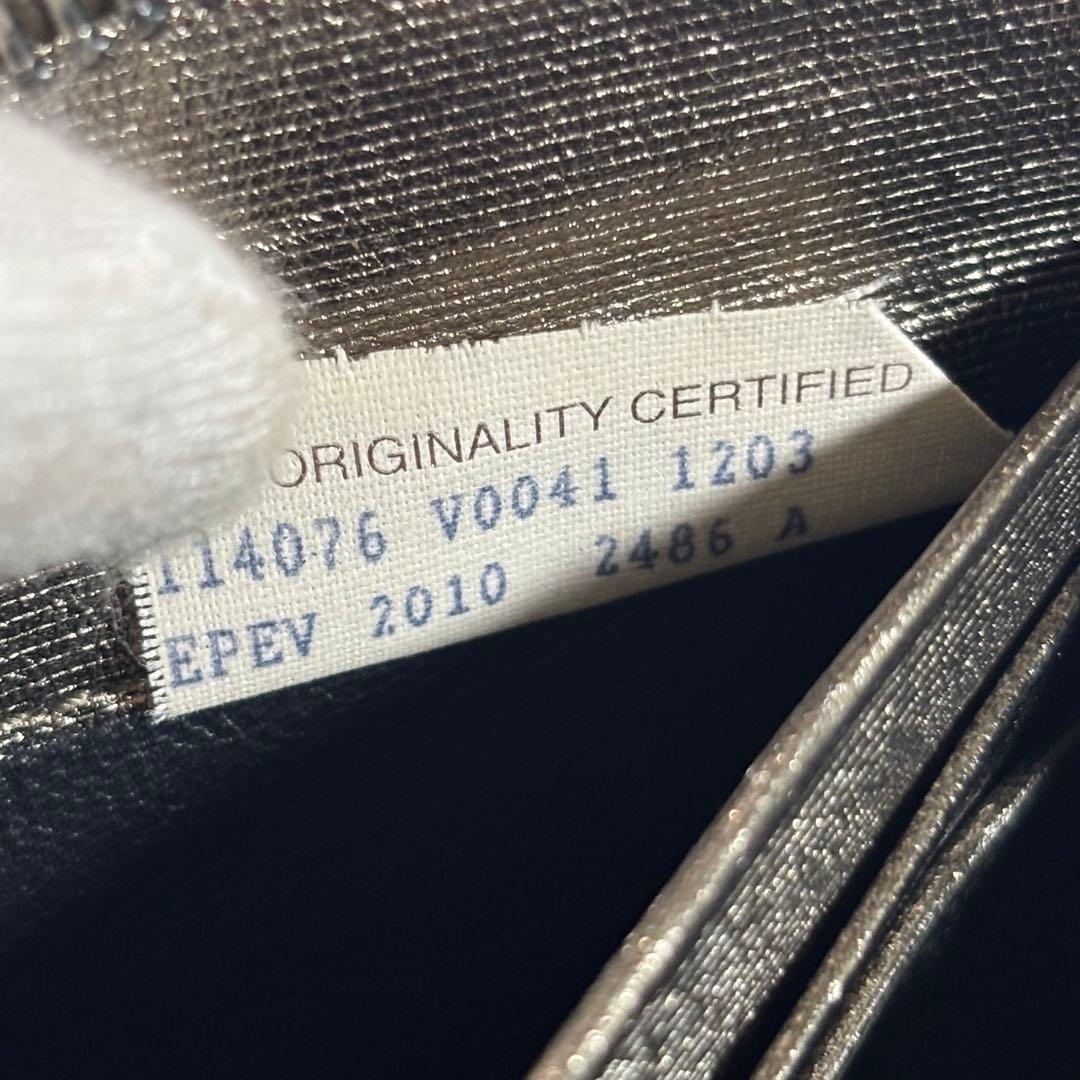 ORIGINALITY CERTIFIED
114076 V0041 1203
EPEV 2010 2486 A